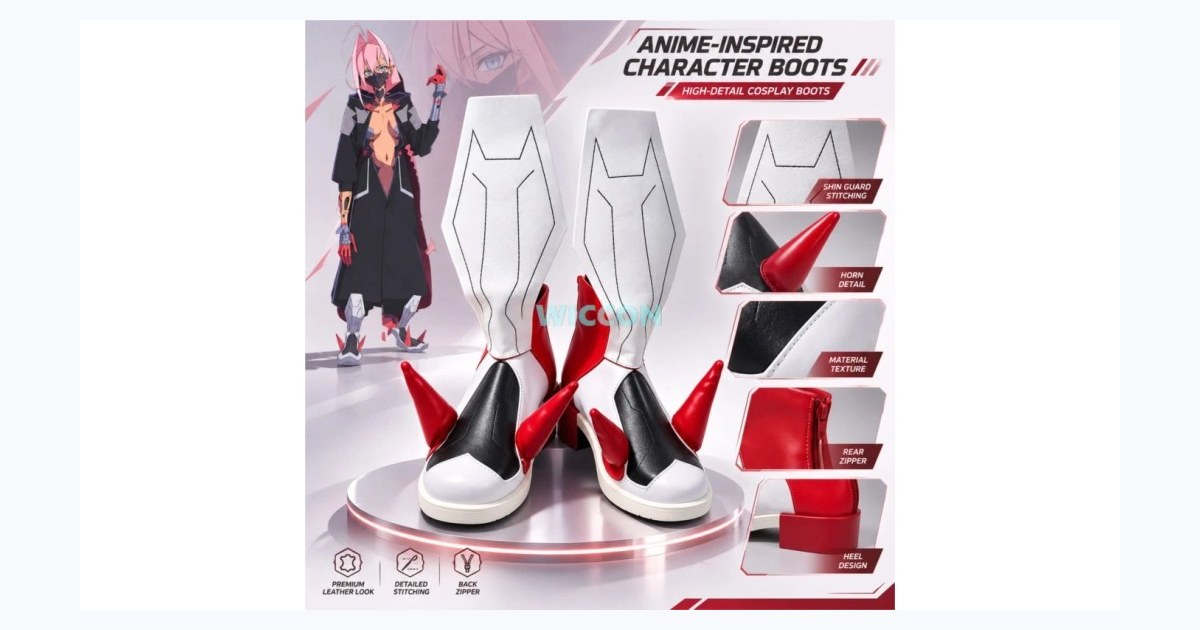 ANIME-INSPIRED
CHARACTER BOOTS
HIGH-DETAIL COSPLAY BOOTS
SHIN GUARD
STITCHING
HORN
DETAIL
WICOON
MATERIAL
TEXTURE
REAR
ZIPPER
HEEL
DESIGN
PREMIUM
LEATHER LOOK
DETAILED
STITCHING
BACK
ZIPPER